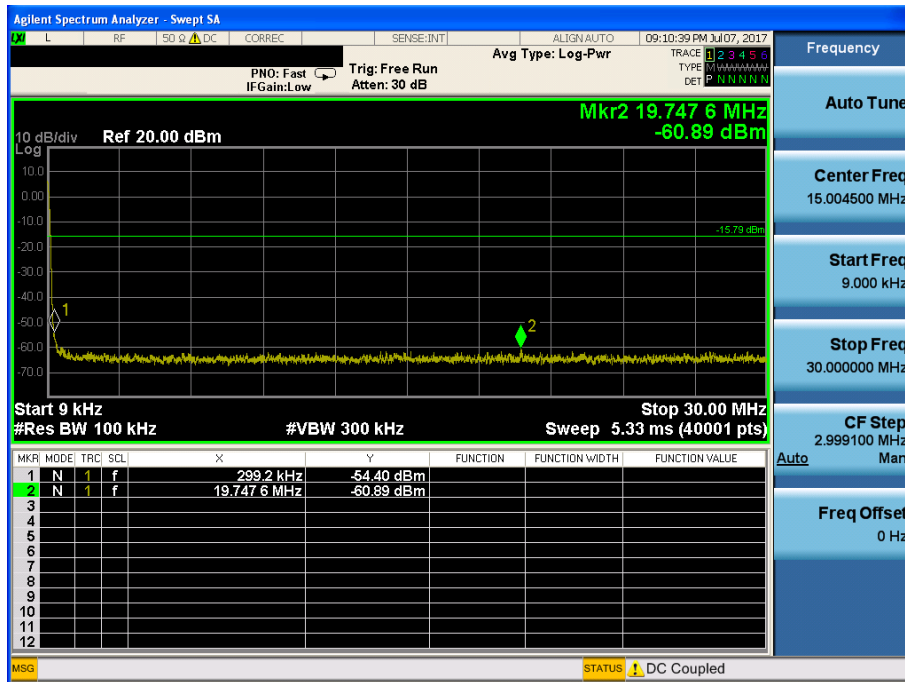 Agilent Spectrum Analyzer - Swept SA
LXI L RF 50 Ω DC CORREC SENSE:INT ALIGN AUTO 09:10:39 PM Jul 07, 2017
Frequency
Avg Type: Log-Pwr
TRACE 1 2 3 4 5 6
PNO: Fast Trig: Free Run
TYPE M WWWWW
IFGain:Low Atten: 30 dB
DET P N N N N N
Auto Tune
Mkr2 19.747 6 MHz
10 dB/div Ref 20.00 dBm -60.89 dBm
Log
10.0
0.00
-10.0
-15.79 dBm
-20.0
-30.0
-40.0
-50.0
-60.0
-70.0
1
2
Center Freq
15.004500 MHz
Start Freq
9.000 kHz
Stop Freq
30.000000 MHz
Start 9 kHz Stop 30.00 MHz
#Res BW 100 kHz #VBW 300 kHz Sweep 5.33 ms (40001 pts)
CF Step
2.999100 MHz
Auto Man
MKR MODE TRC SCL X Y FUNCTION FUNCTION WIDTH FUNCTION VALUE
1 N 1 f 299.2 kHz -54.40 dBm
2 N 1 f 19.747 6 MHz -60.89 dBm
3
4
5
6
7
8
9
10
11
12
Freq Offset
0 Hz
MSG STATUS DC Coupled